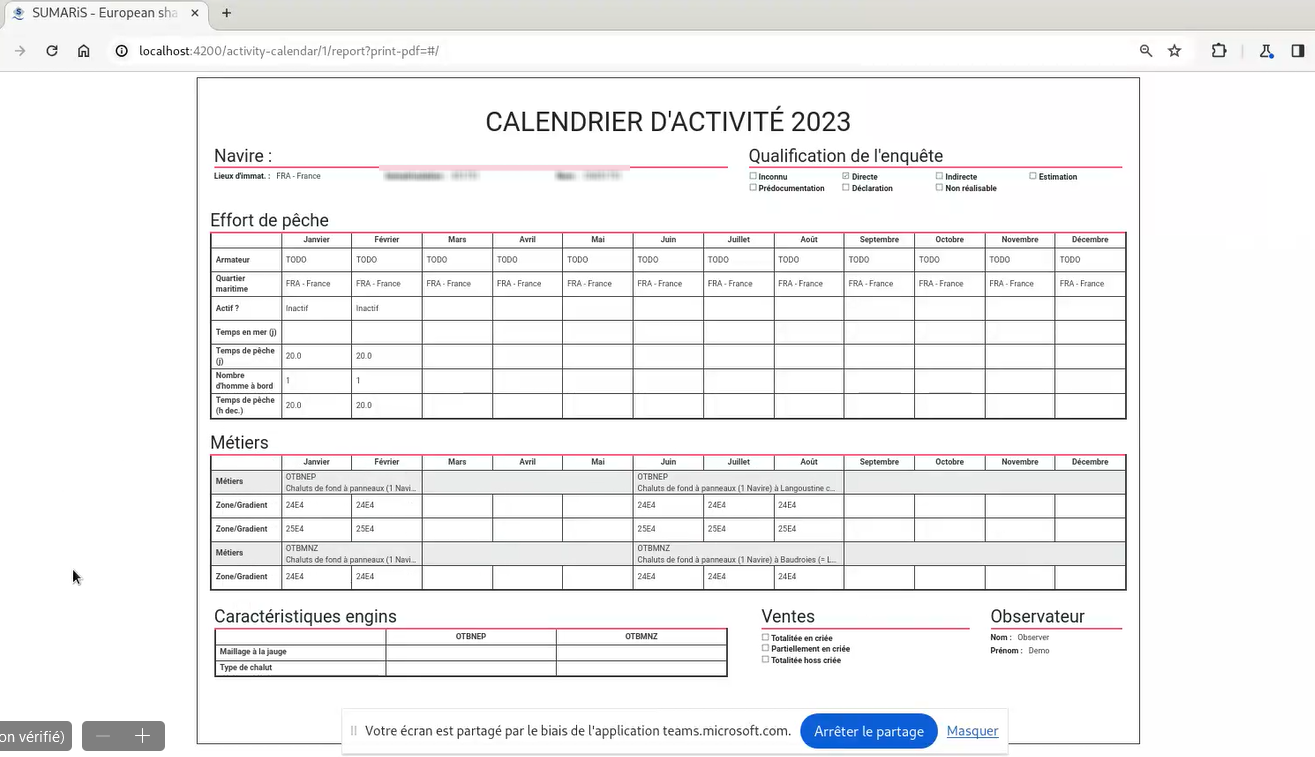 SUMARiS - European sha
localhost:4200/activity-calendar/1/report?print-pdf=#/
CALENDRIER D'ACTIVITÉ 2023
Navire :
Qualification de l'enquête
Lieux d'immat. : FRA - France
Inconnu Directe Indirecte Estimation
Prédocumentation Déclaration Non réalisable
Effort de pêche
Janvier Février Mars Avril Mai Juin Juillet Août Septembre Octobre Novembre Décembre
Armateur TODO TODO TODO TODO TODO TODO TODO TODO TODO TODO TODO TODO
Quartier maritime FRA - France FRA - France FRA - France FRA - France FRA - France FRA - France FRA - France FRA - France FRA - France FRA - France FRA - France FRA - France
Actif ? Inactif Inactif
Temps en mer (j)
Temps de pêche (j) 20.0 20.0
Nombre d'homme à bord 1 1
Temps de pêche (h dec.) 20.0 20.0
Métiers
Janvier Février Mars Avril Mai Juin Juillet Août Septembre Octobre Novembre Décembre
Métiers OTBNEP OTBNEP
Chaluts de fond à panneaux (1 Navi... Chaluts de fond à panneaux (1 Navire) à Langoustine c...
Zone/Gradient 24E4 24E4 24E4 24E4 24E4
Zone/Gradient 25E4 25E4 25E4 25E4 25E4
Métiers OTBMNZ OTBMNZ
Chaluts de fond à panneaux (1 Navi... Chaluts de fond à panneaux (1 Navire) à Baudroies (= L...
Zone/Gradient 24E4 24E4 24E4 24E4 24E4
Caractéristiques engins
OTBNEP OTBMNZ
Maillage à la jauge
Type de chalut
Ventes
Totalitée en criée
Partiellement en criée
Totalitée hoss criée
Observateur
Nom : Observer
Prénom : Demo
on vérifié)
Votre écran est partagé par le biais de l'application teams.microsoft.com. Arrêter le partage Masquer